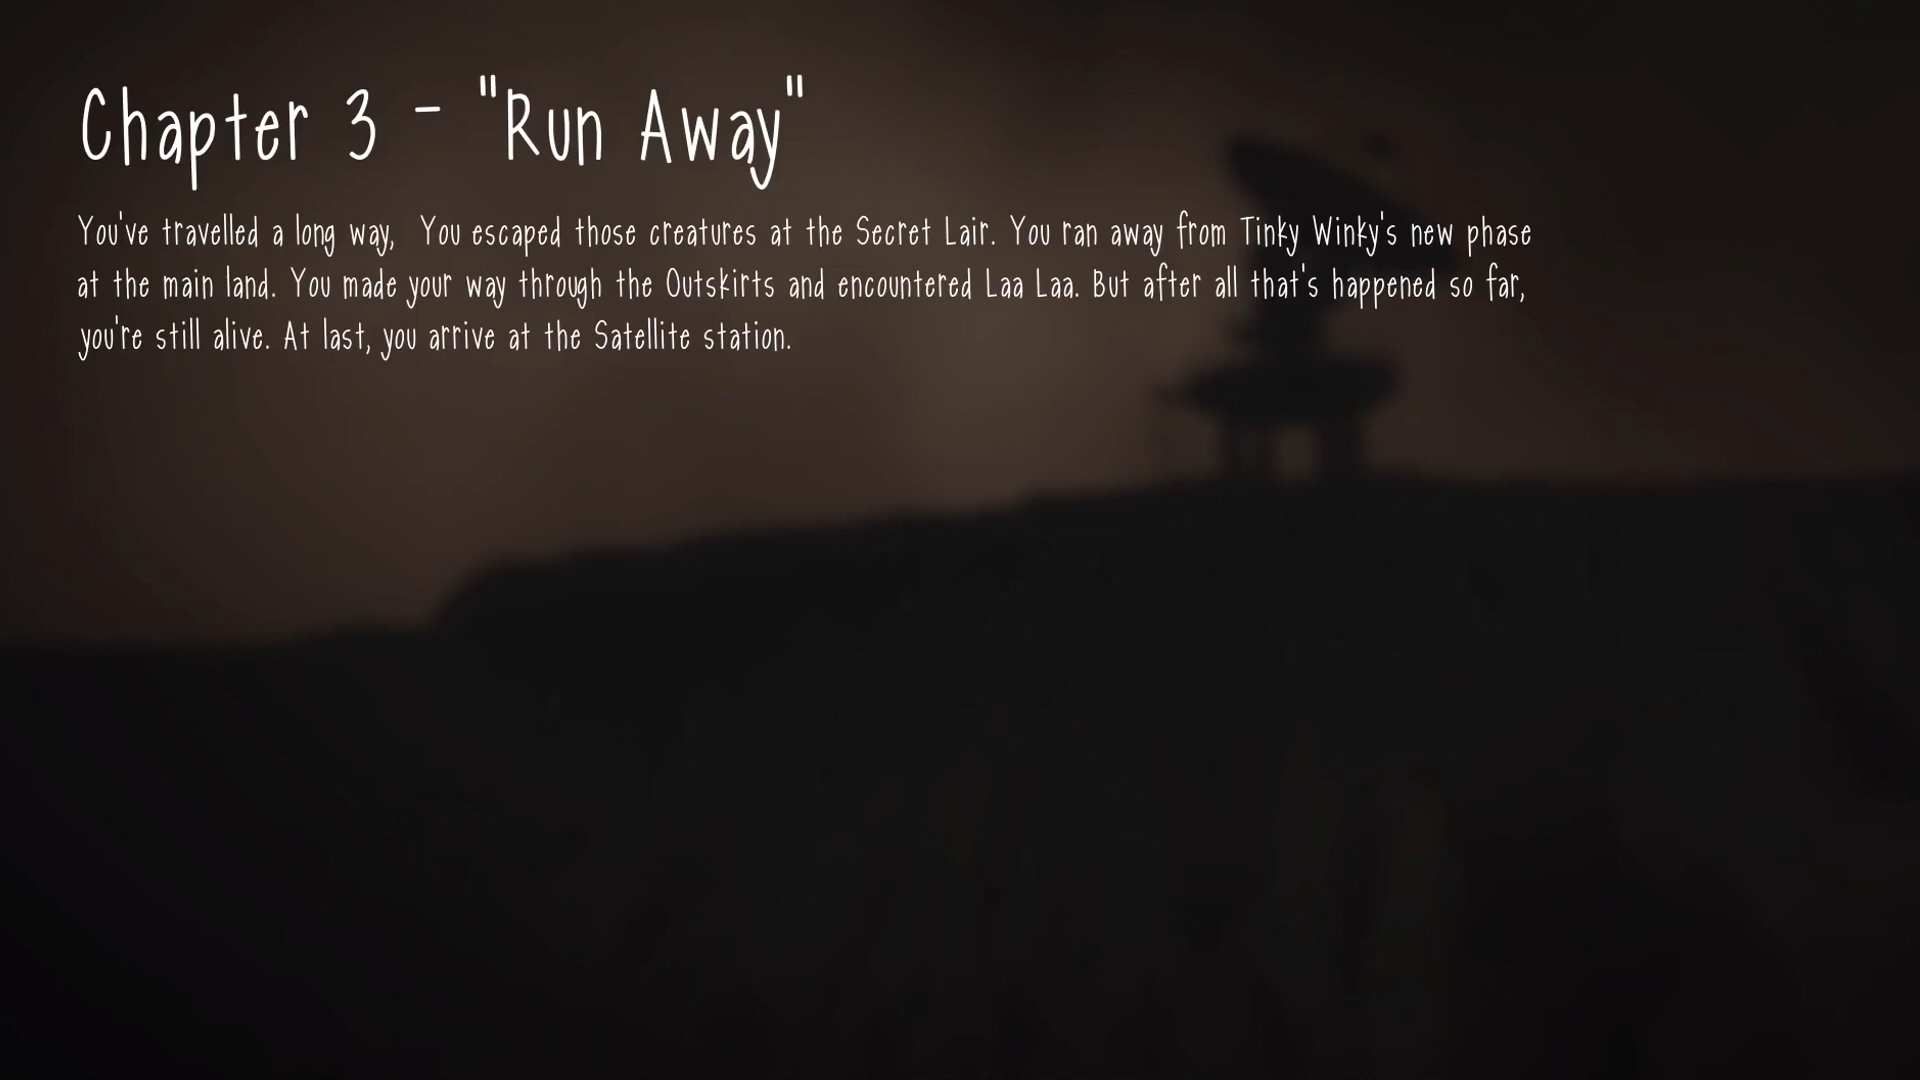 Chapter 3 - "Run Away"
You've travelled a long way,  You escaped those creatures at the Secret Lair. You ran away from Tinky Winky's new phase
at the main land. You made your way through the Outskirts and encountered Laa Laa. But after all that's happened so far,
you're still alive. At last, you arrive at the Satellite station.